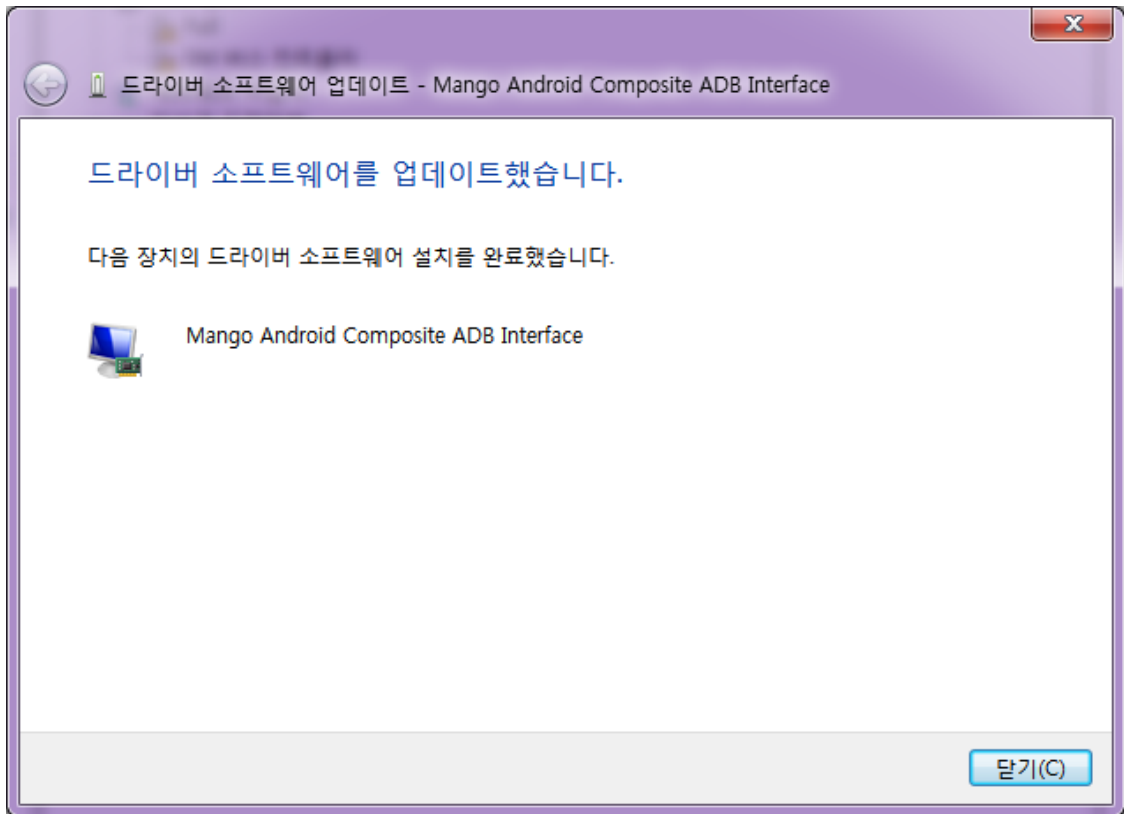 드라이버 소프트웨어 업데이트 - Mango Android Composite ADB Interface
드라이버 소프트웨어를 업데이트했습니다.
다음 장치의 드라이버 소프트웨어 설치를 완료했습니다.
Mango Android Composite ADB Interface
닫기(C)